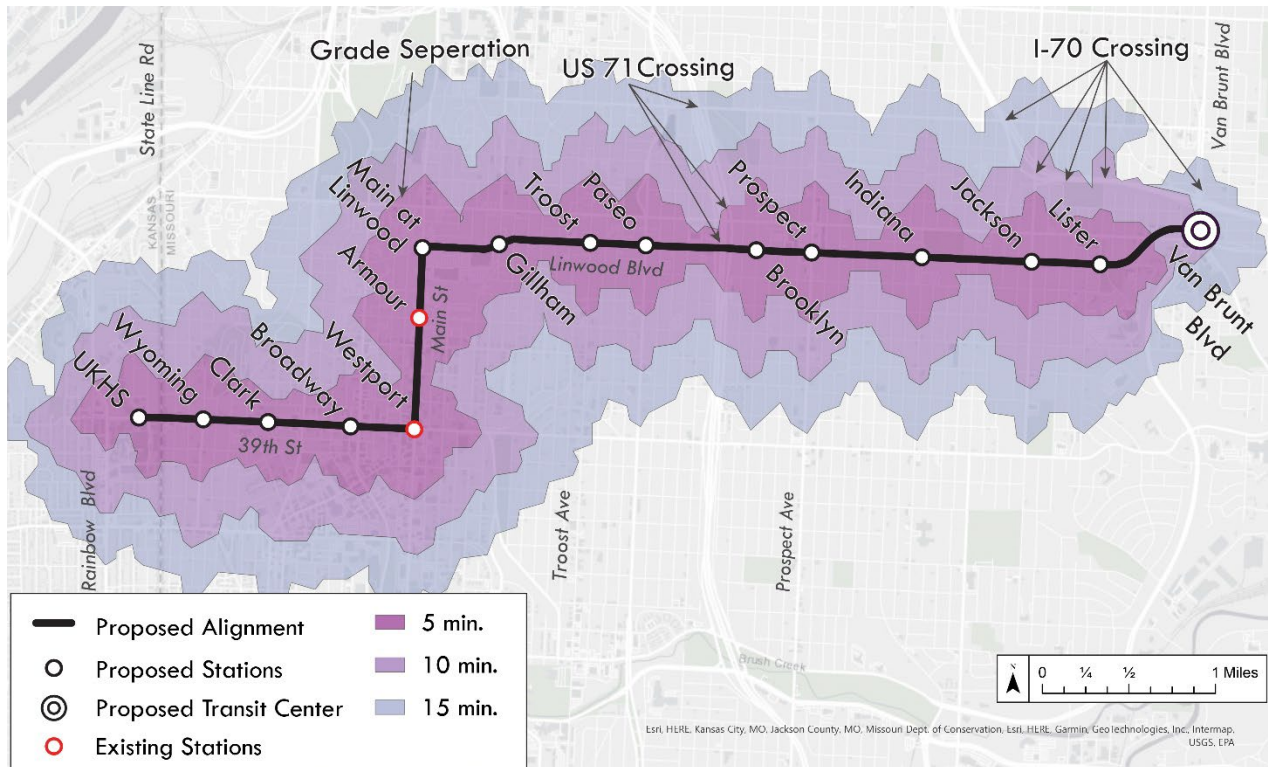 Grade Seperation
US 71Crossing
I-70 Crossing
State Line Rd
Van Brunt Blvd
KANSAS
MISSOURI
Main at
Linwood
Armour
Westport
Broadway
Clark
Wyoming
UKHS
Gillham
Troost
Paseo
Brooklyn
Prospect
Indiana
Jackson
Lister
Van Brunt
Blvd
Linwood Blvd
Main St
39th St
Rainbow Blvd
Troost Ave
Prospect Ave
Brush Creek
Proposed Alignment
Proposed Stations
Proposed Transit Center
Existing Stations
5 min.
10 min.
15 min.
N
0 ¼ ½ 1 Miles
Esri, HERE, Kansas City, MO, Jackson County, MO, Missouri Dept. of Conservation, Esri, HERE, Garmin, GeoTechnologies, Inc., Intermap,
USGS, EPA